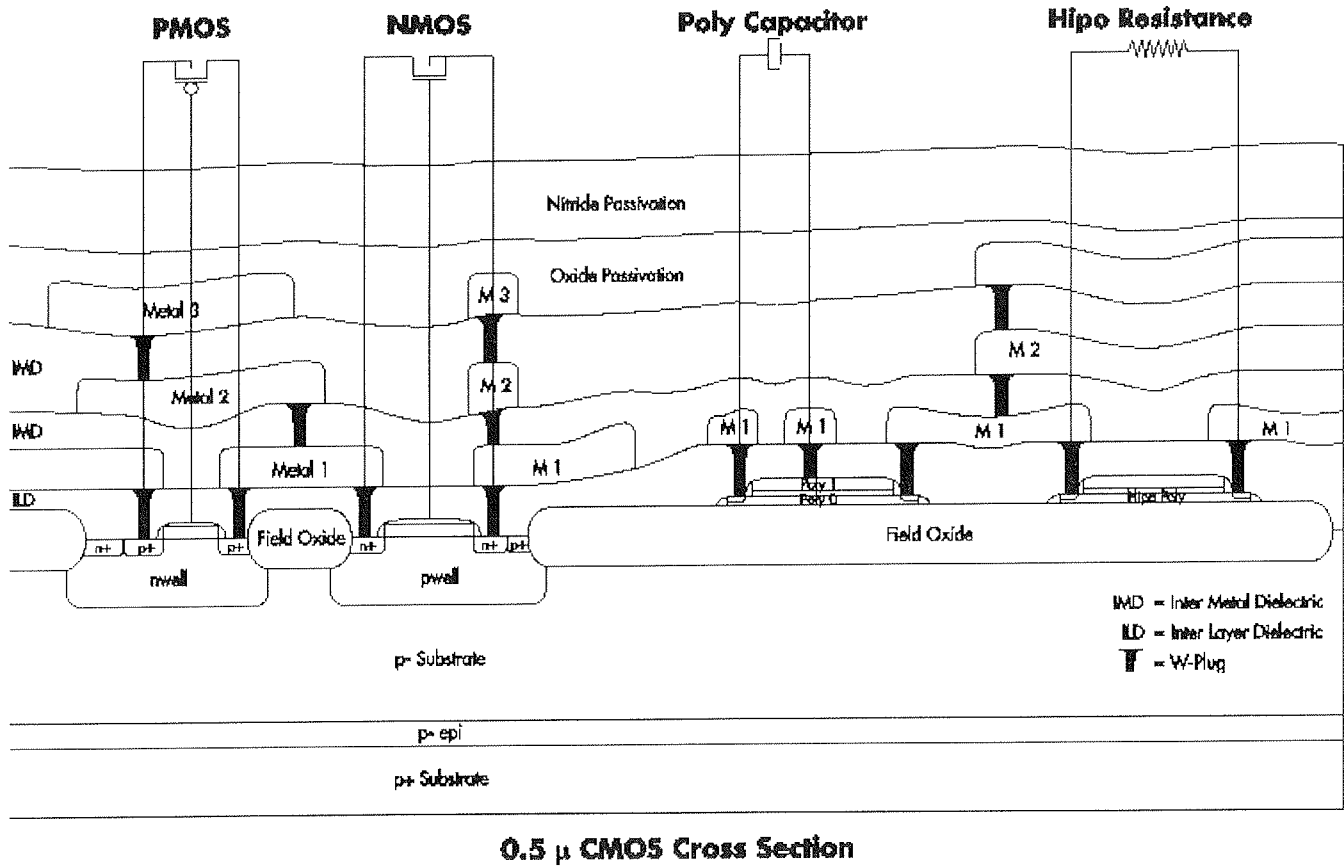 PMOS
NMOS
Poly Capacitor
Hipo Resistance
Nitride Passivation
Oxide Passivation
Metal 3
M 3
IMD
Metal 2
M 2
M 2
IMD
Metal 1
M 1
M 1
M 1
M 1
M 1
ILD
Poly 1
Poly 0
Hipo Poly
n+
p+
p+
Field Oxide
n+
n+
p+
Field Oxide
nwell
pwell
IMD = Inter Metal Dielectric
ILD = Inter Layer Dielectric
= W-Plug
p- Substrate
p- epi
p+ Substrate
0.5 μ CMOS Cross Section